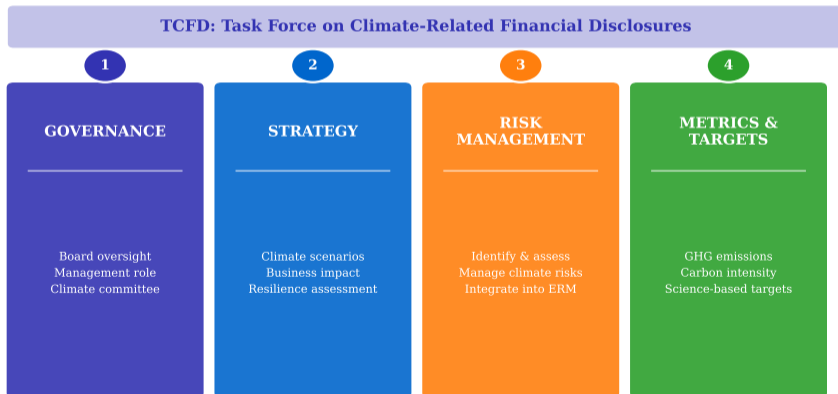 TCFD: Task Force on Climate-Related Financial Disclosures
1
GOVERNANCE
Board oversight
Management role
Climate committee
2
STRATEGY
Climate scenarios
Business impact
Resilience assessment
3
RISK
MANAGEMENT
Identify & assess
Manage climate risks
Integrate into ERM
4
METRICS &
TARGETS
GHG emissions
Carbon intensity
Science-based targets